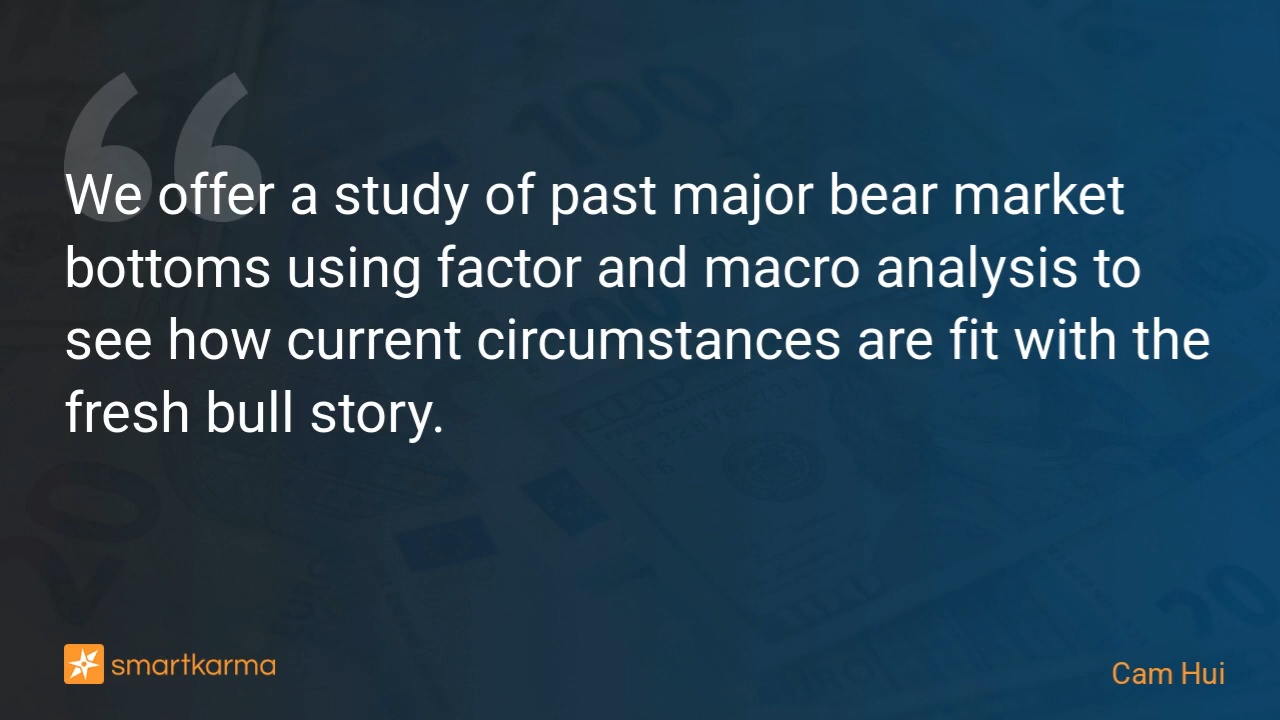 We offer a study of past major bear market
bottoms using factor and macro analysis to
see how current circumstances are fit with the
fresh bull story.
smartkarma
Cam Hui